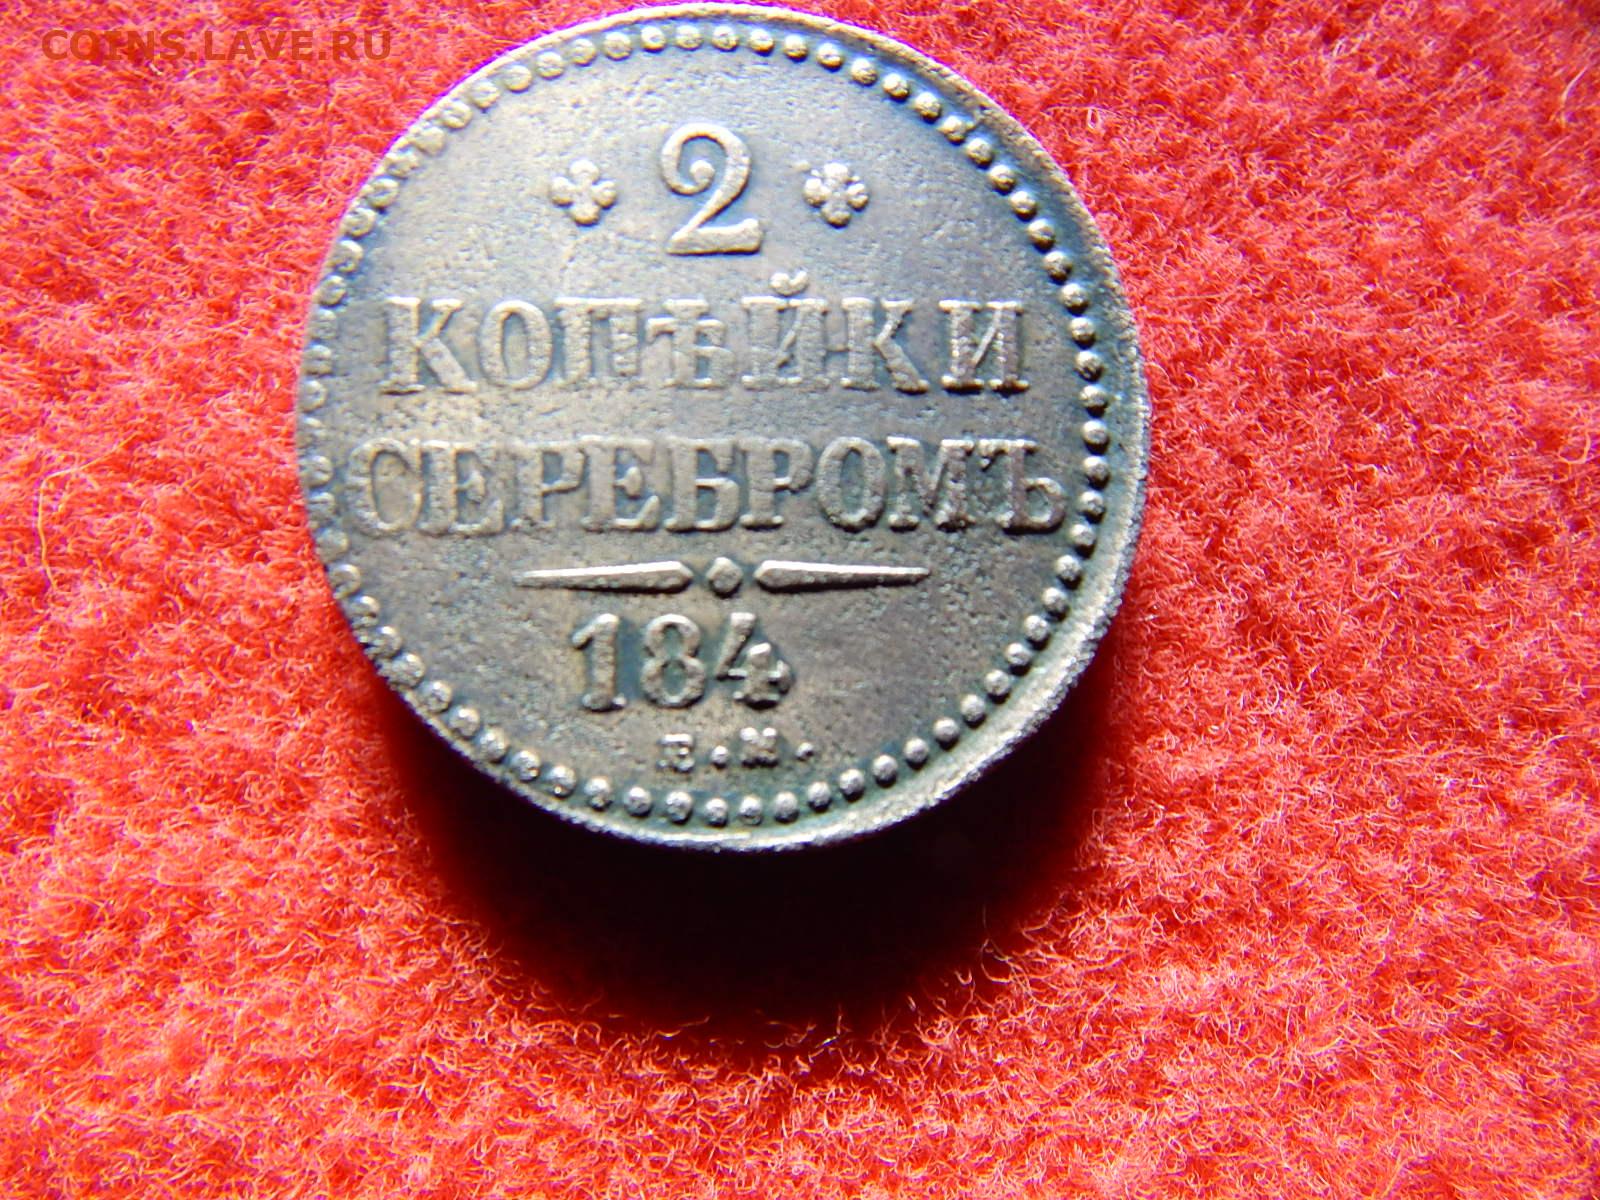 COINS.LAVE.RU
2
КОПѢЙКИ
СЕРЕБРОМЪ
184
Е.М.